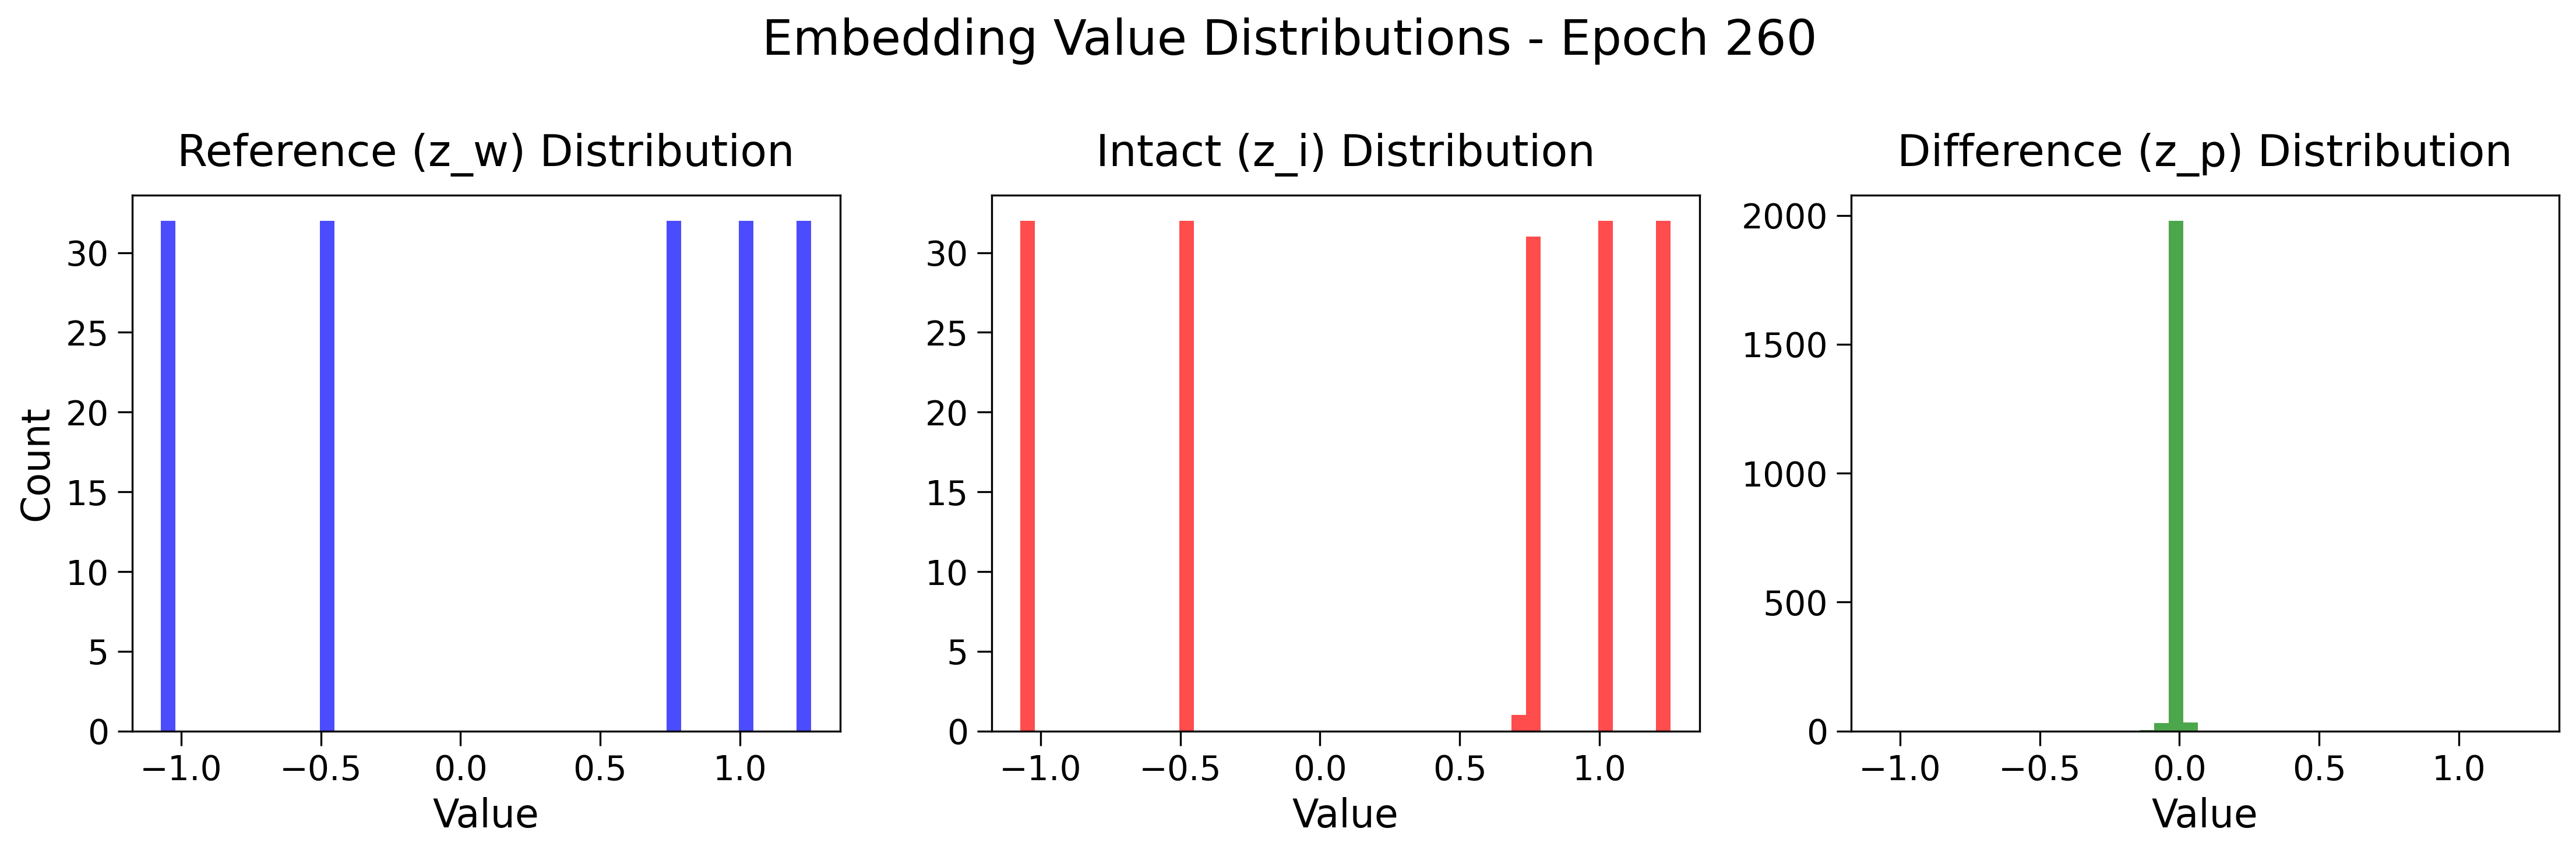 Embedding Value Distributions - Epoch 260
Reference (z_w) Distribution
Count
30
25
20
15
10
5
0
−1.0 −0.5 0.0 0.5 1.0
Value
Intact (z_i) Distribution
30
25
20
15
10
5
0
−1.0 −0.5 0.0 0.5 1.0
Value
Difference (z_p) Distribution
2000
1500
1000
500
0
−1.0 −0.5 0.0 0.5 1.0
Value